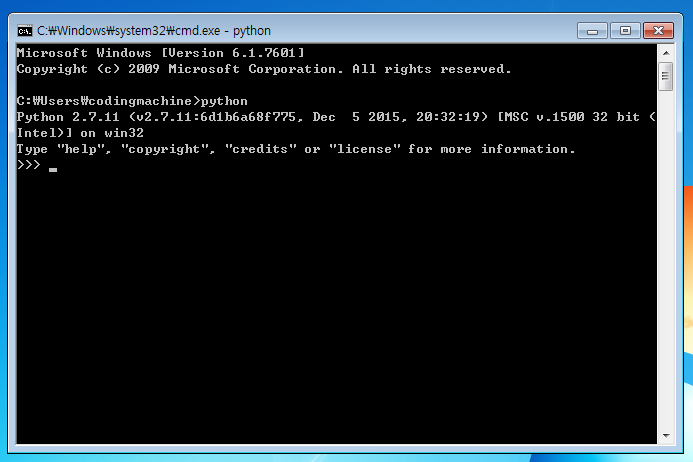 C:₩Windows₩system32₩cmd.exe - python
Microsoft Windows [Version 6.1.7601]
Copyright (c) 2009 Microsoft Corporation. All rights reserved.
C:₩Users₩codingmachine>python
Python 2.7.11 (v2.7.11:6d1b6a68f775, Dec  5 2015, 20:32:19) [MSC v.1500 32 bit (
Intel)] on win32
Type "help", "copyright", "credits" or "license" for more information.
>>>